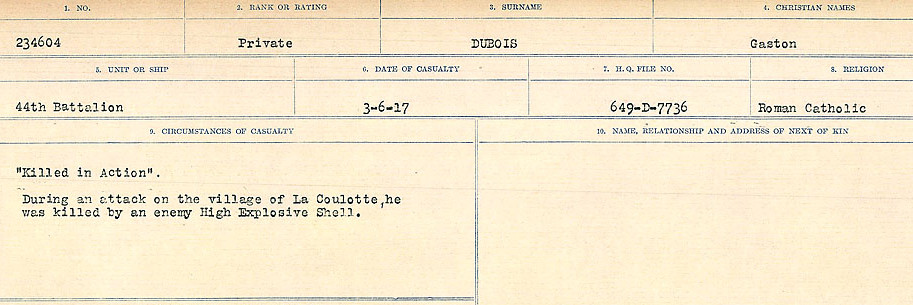 1. NO. 2. RANK OR RATING 3. SURNAME 4. CHRISTIAN NAMES
234604 Private DUBOIS Gaston
5. UNIT OR SHIP 6. DATE OF CASUALTY 7. H.Q. FILE NO. 8. RELIGION
44th Battalion 3-6-17 649-D-7736 Roman Catholic
9. CIRCUMSTANCES OF CASUALTY 10. NAME, RELATIONSHIP AND ADDRESS OF NEXT OF KIN
"Killed in Action".
During an attack on the village of La Coulotte,he
was killed by an enemy High Explosive Shell.